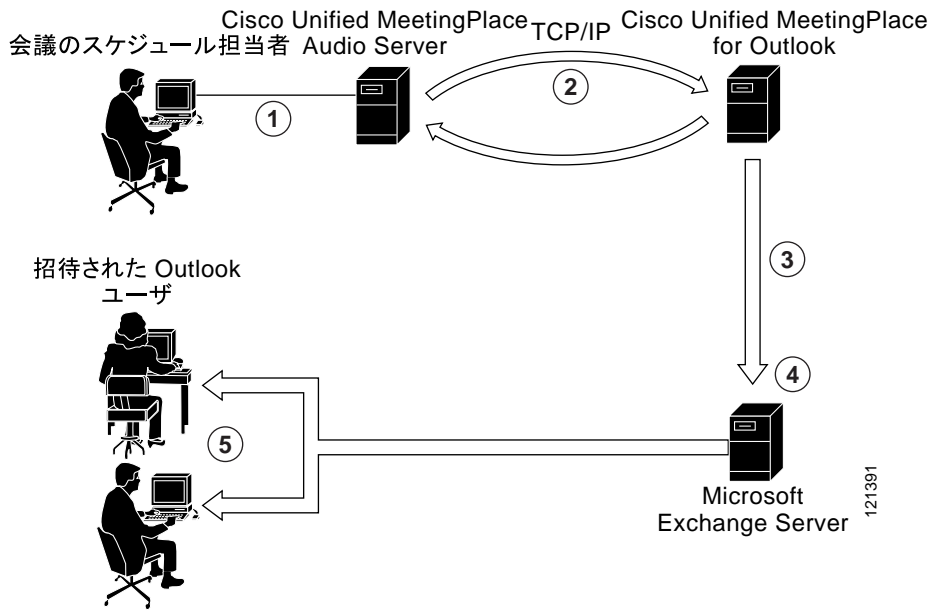 Cisco Unified MeetingPlace
Audio Server
会議のスケジュール担当者
TCP/IP
Cisco Unified MeetingPlace
for Outlook
1
2
3
招待された Outlook
ユーザ
4
5
Microsoft
Exchange Server
121391